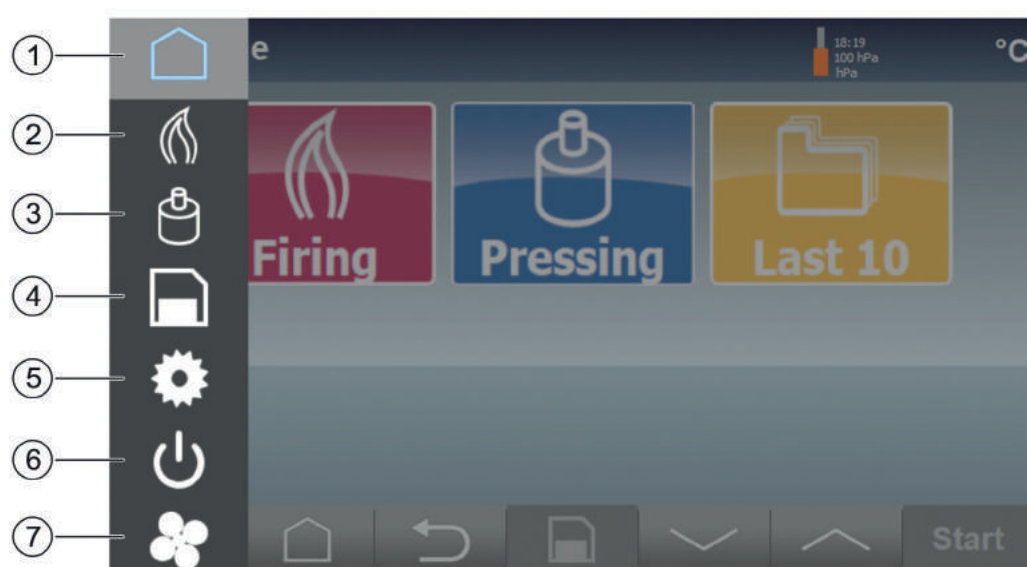 1
e
18:19
100 hPa
hPa
°C
2
3
Firing
Pressing
Last 10
4
5
6
7
Start